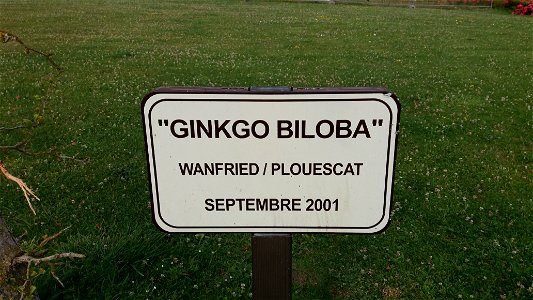 "GINKGO BILOBA"
WANFRIED / PLOUESCAT
SEPTEMBRE 2001